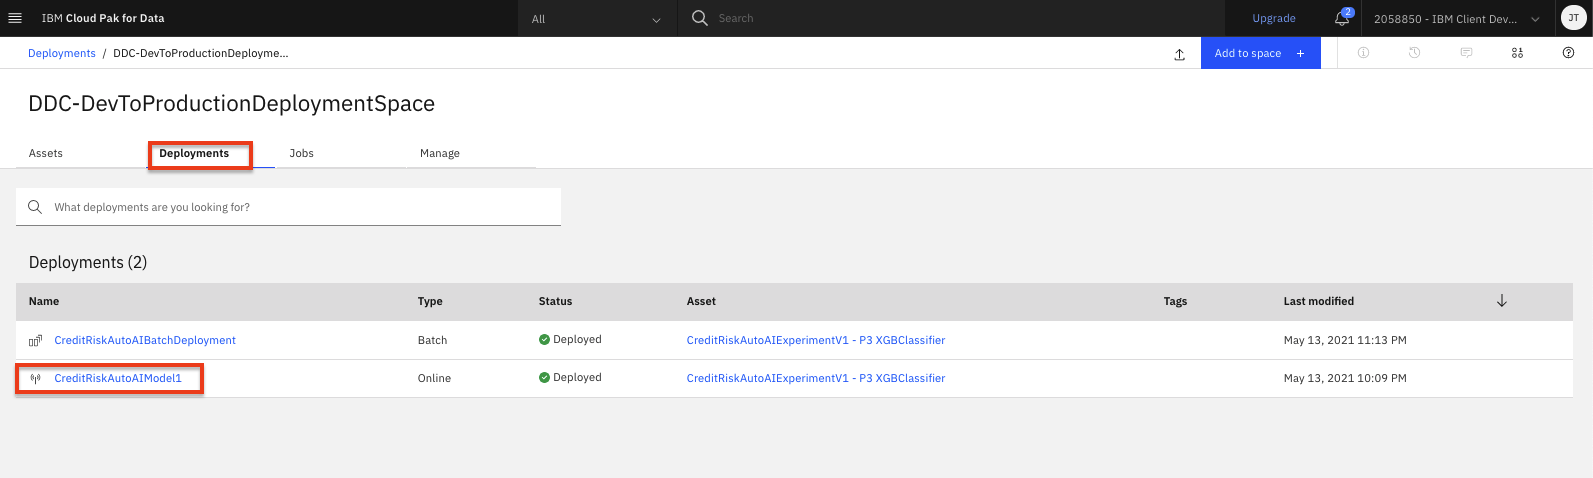 IBM Cloud Pak for Data All Search Upgrade 2 2058850 - IBM Client Dev... JT
Deployments / DDC-DevToProductionDeployme... Add to space +
DDC-DevToProductionDeploymentSpace
Assets Deployments Jobs Manage
What deployments are you looking for?
Deployments (2)
Name Type Status Asset Tags Last modified
CreditRiskAutoAIBatchDeployment Batch Deployed CreditRiskAutoAIExperimentV1 - P3 XGBClassifier May 13, 2021 11:13 PM
CreditRiskAutoAIModel1 Online Deployed CreditRiskAutoAIExperimentV1 - P3 XGBClassifier May 13, 2021 10:09 PM